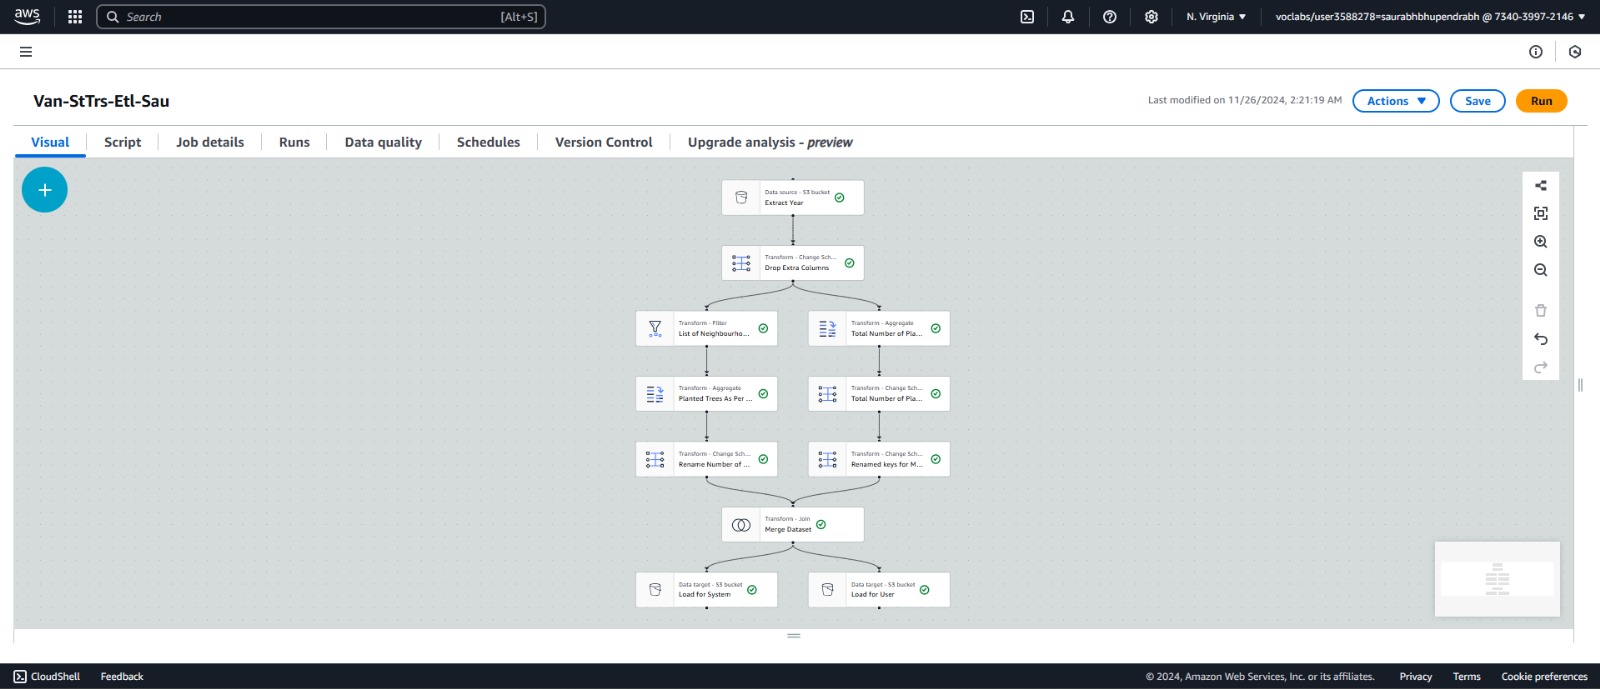 aws
Search [Alt+S]
N. Virginia ▼
voclabs/user3588278=saurabhbhupendrabh @ 7340-3997-2146 ▼
Van-StTrs-Etl-Sau
Last modified on 11/26/2024, 2:21:19 AM
Actions ▼
Save
Run
Visual
Script
Job details
Runs
Data quality
Schedules
Version Control
Upgrade analysis - preview
Data source - S3 bucket
Extract Year
Transform - Change Sch...
Drop Extra Columns
Transform - Filter
List of Neighbourho...
Transform - Aggregate
Total Number of Pla...
Transform - Aggregate
Planted Trees As Per ...
Transform - Change Sch...
Total Number of Pla...
Transform - Change Sch...
Rename Number of ...
Transform - Change Sch...
Renamed keys for M...
Transform - Join
Merge Dataset
Data target - S3 bucket
Load for System
Data target - S3 bucket
Load for User
CloudShell
Feedback
© 2024, Amazon Web Services, Inc. or its affiliates.
Privacy
Terms
Cookie preferences